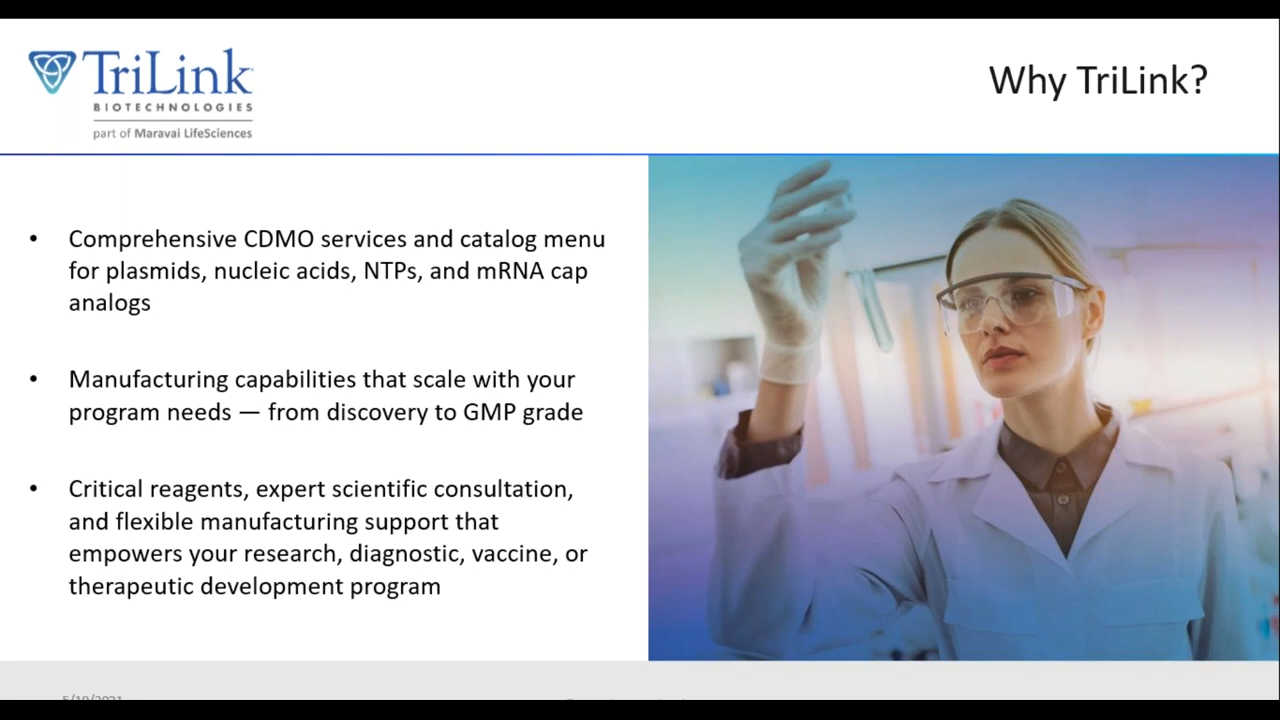 TriLink
BIOTECHNOLOGIES
part of Maravai LifeSciences
Why TriLink?
• Comprehensive CDMO services and catalog menu
for plasmids, nucleic acids, NTPs, and mRNA cap
analogs
• Manufacturing capabilities that scale with your
program needs — from discovery to GMP grade
• Critical reagents, expert scientific consultation,
and flexible manufacturing support that
empowers your research, diagnostic, vaccine, or
therapeutic development program